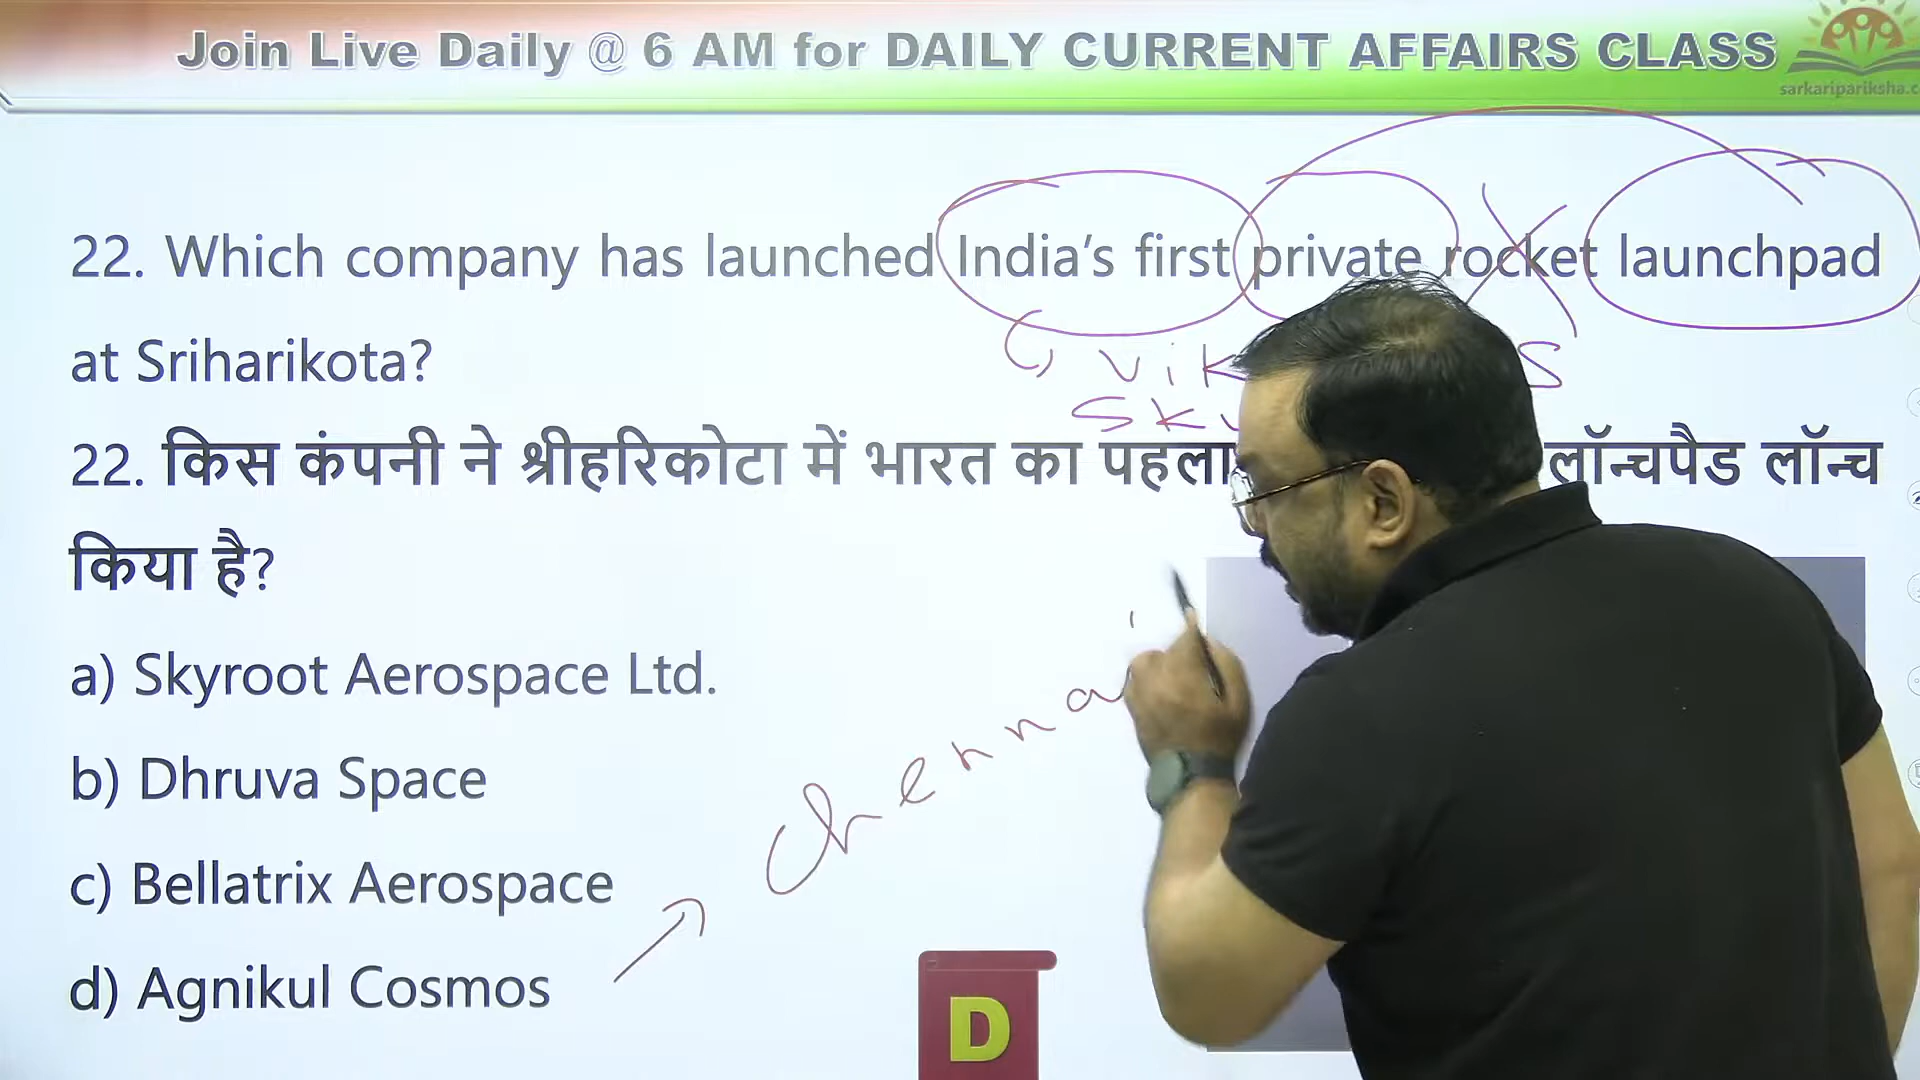 Join Live Daily @ 6 AM for DAILY CURRENT AFFAIRS CLASS
sarkaripariksha.c
22. Which company has launched India's first private rocket launchpad
at Sriharikota?
vik S
sk
22. किस कंपनी ने श्रीहरिकोटा में भारत का पहला लॉन्चपैड लॉन्च
किया है?
a) Skyroot Aerospace Ltd.
b) Dhruva Space
c) Bellatrix Aerospace
d) Agnikul Cosmos
Chennai
D